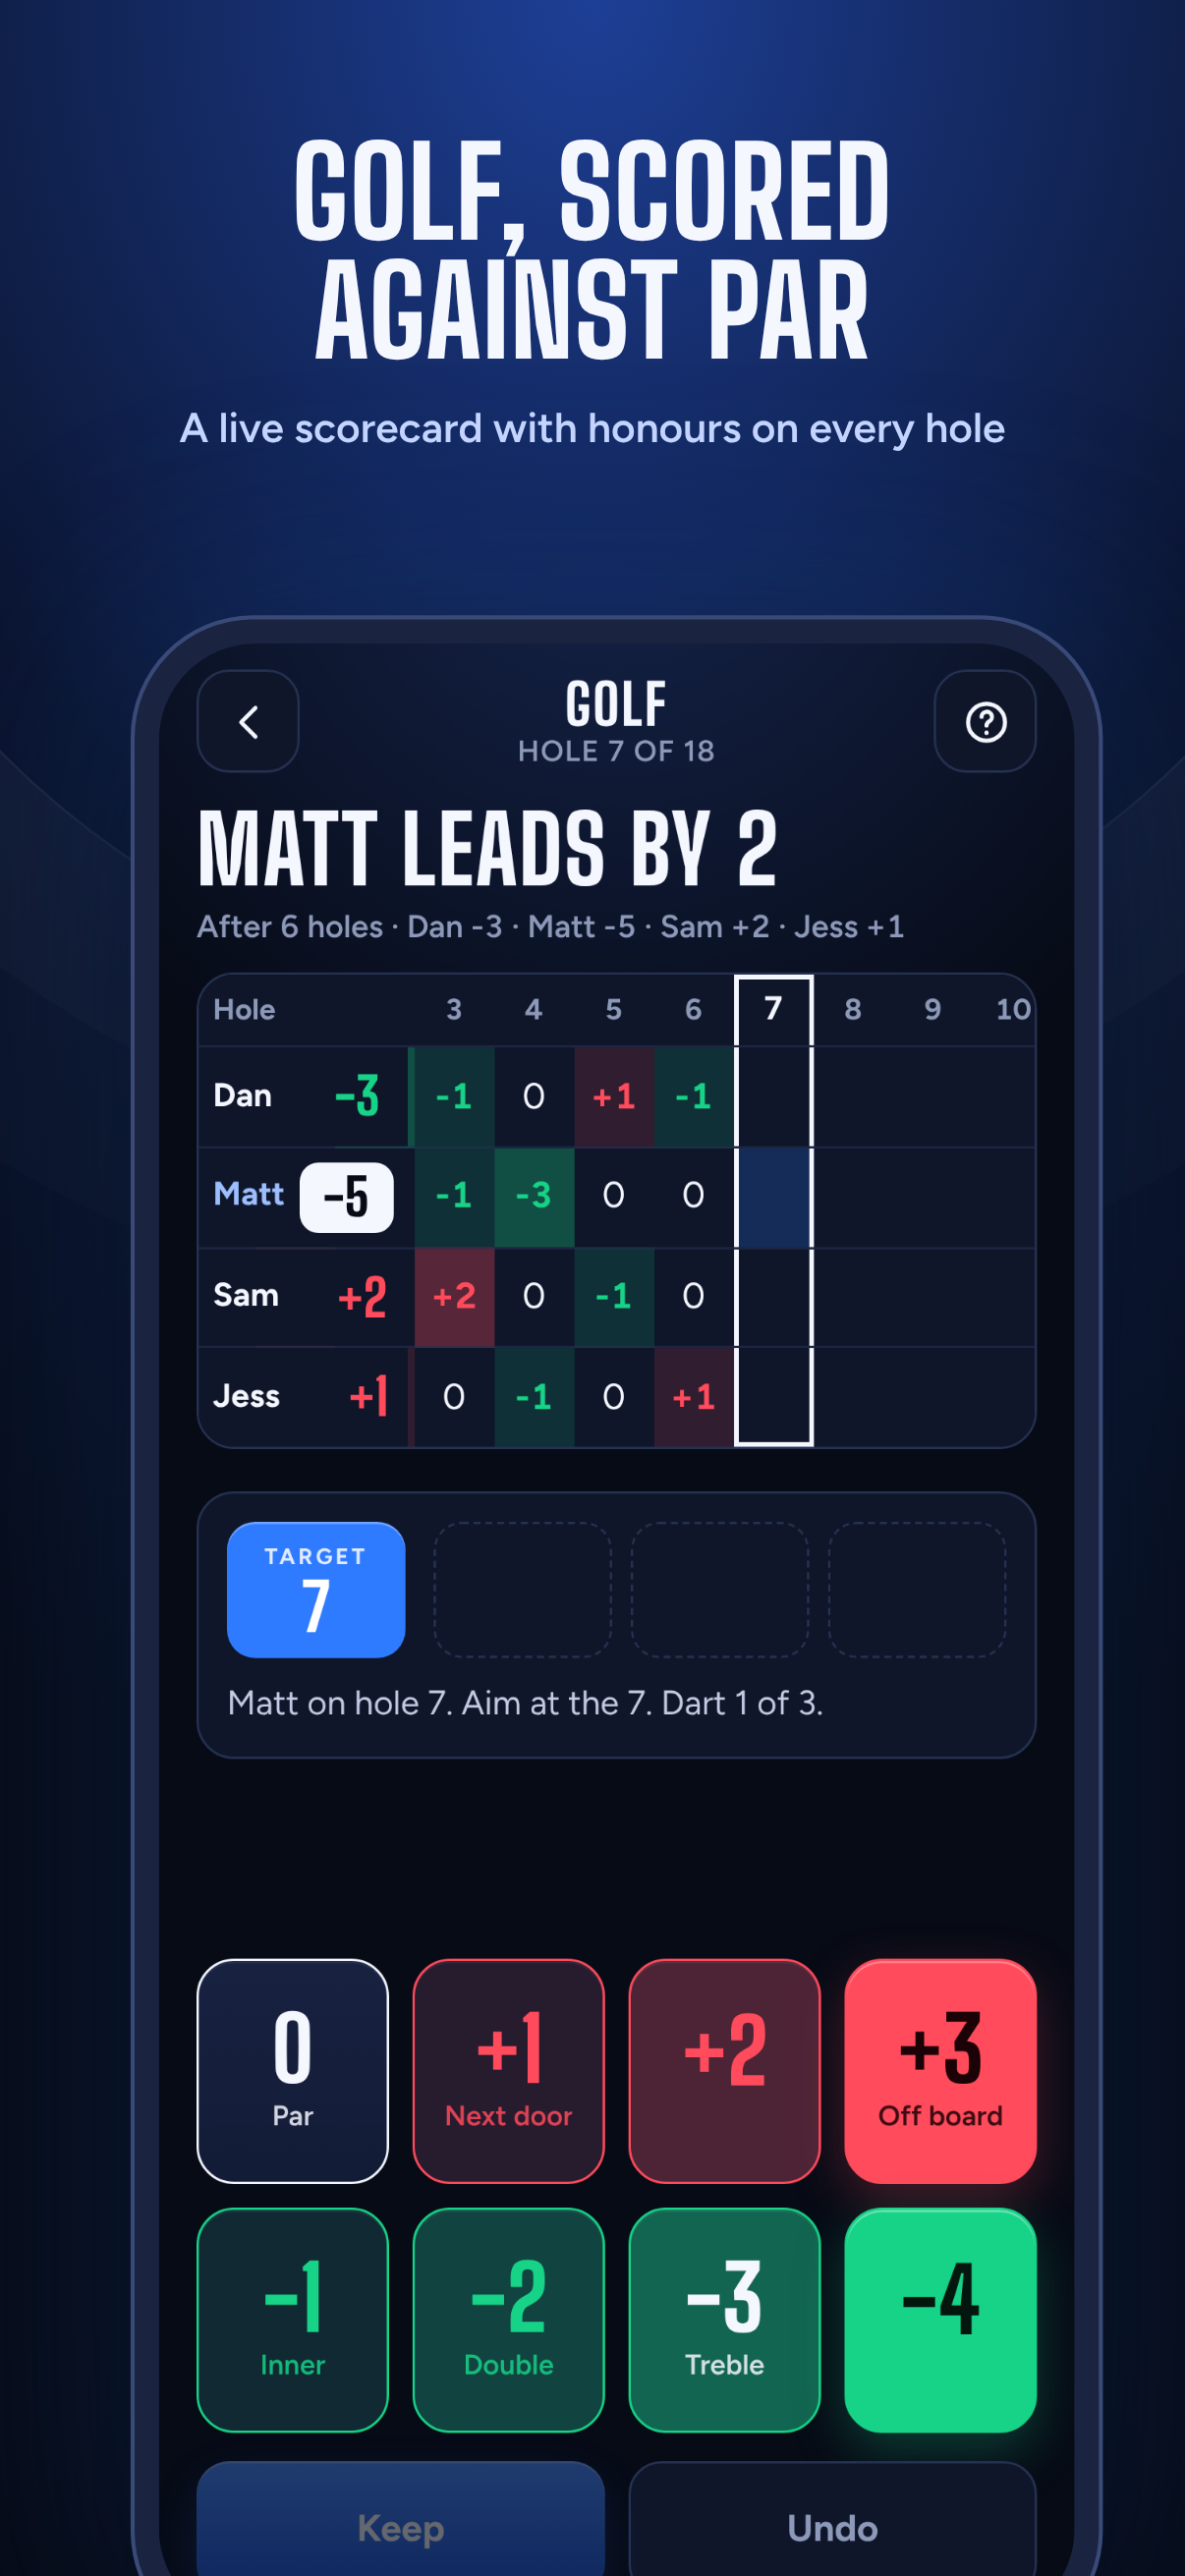 GOLF, SCORED
AGAINST PAR
A live scorecard with honours on every hole
GOLF
HOLE 7 OF 18
MATT LEADS BY 2
After 6 holes · Dan -3 · Matt -5 · Sam +2 · Jess +1
Hole 3 4 5 6 7 8 9 10
Dan −3 -1 0 +1 -1
Matt −5 -1 -3 0 0
Sam +2 +2 0 -1 0
Jess +1 0 -1 0 +1
TARGET
7
Matt on hole 7. Aim at the 7. Dart 1 of 3.
0 +1 +2 +3
Par Next door Off board
−1 −2 −3 −4
Inner Double Treble
Keep Undo